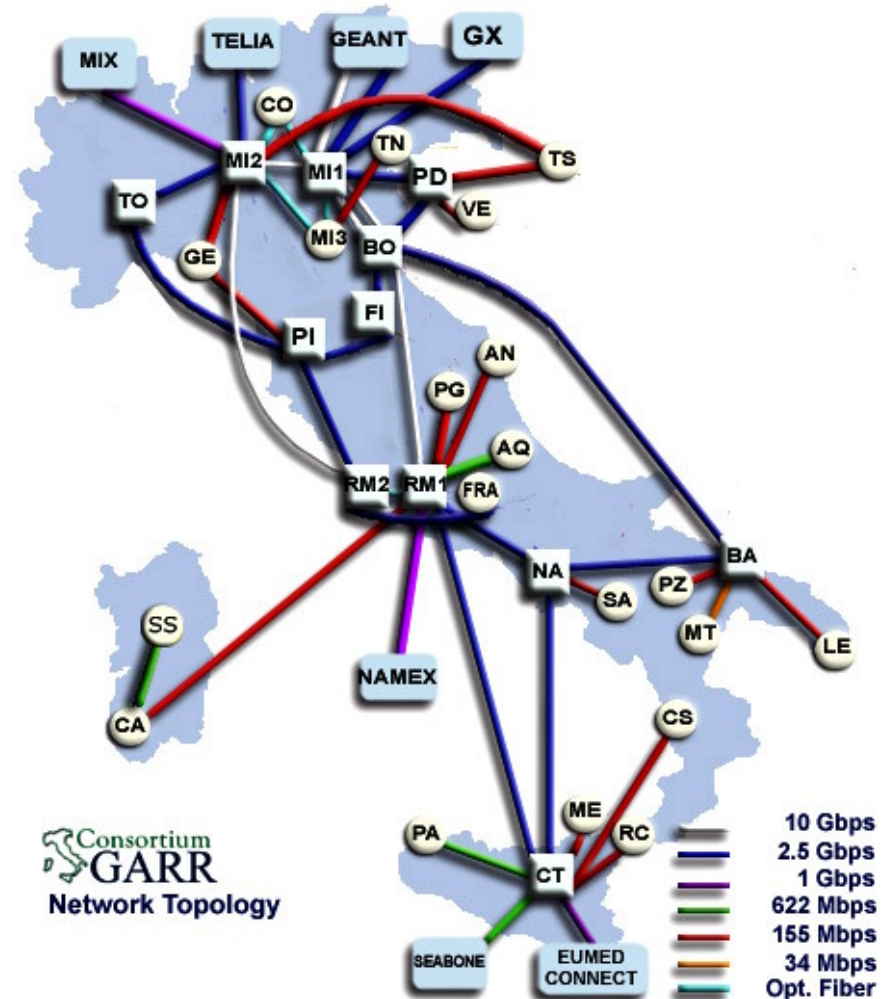 MIX
TELIA
GEANT
GX
CO
TN
TS
MI2
MI1
PD
TO
VE
MI3
BO
GE
FI
PI
AN
PG
AQ
RM2
RM1
FRA
NA
BA
PZ
SA
MT
LE
SS
NAMEX
CA
CS
ME
PA
RC
CT
SEABONE
EUMED
CONNECT
Consortium
GARR
Network Topology
10 Gbps
2.5 Gbps
1 Gbps
622 Mbps
155 Mbps
34 Mbps
Opt. Fiber